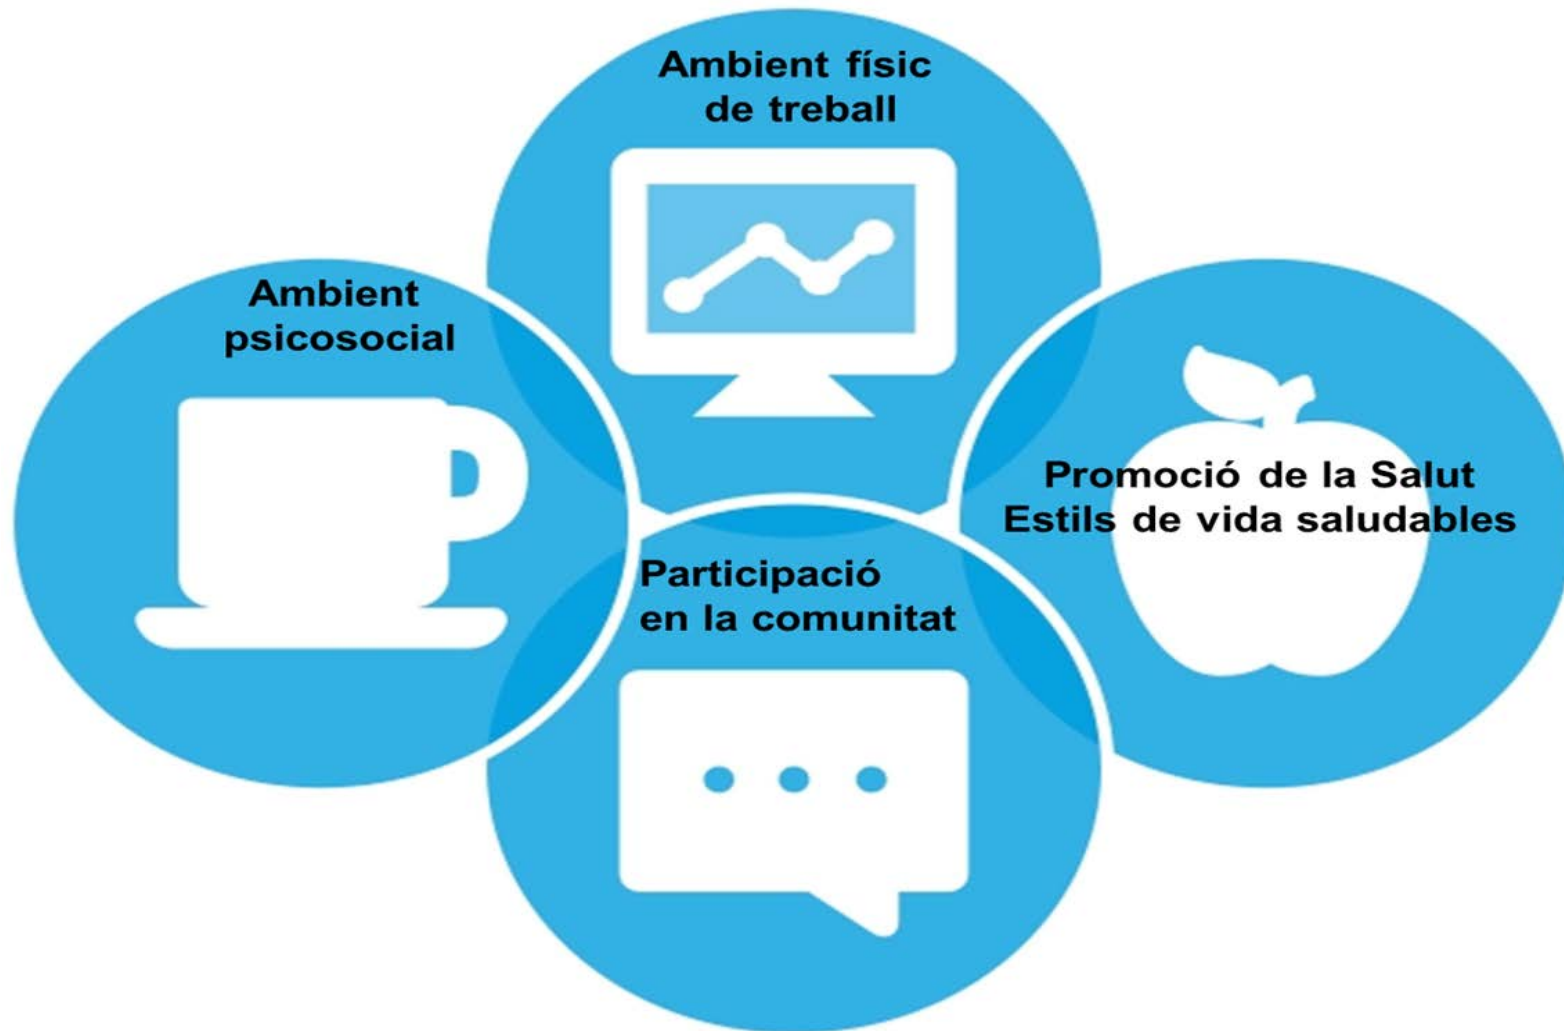 Ambient físic
de treball
Ambient
psicosocial
Promoció de la Salut
Estils de vida saludables
Participació
en la comunitat